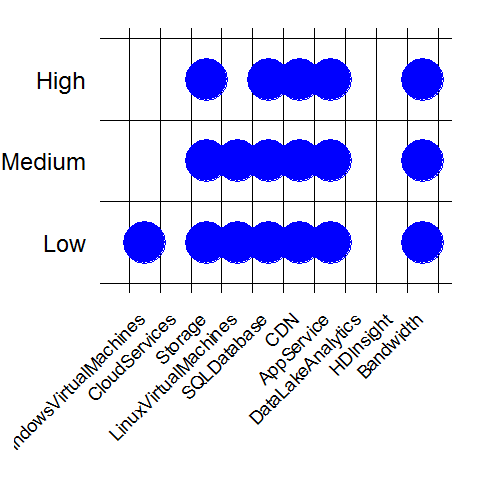 High
Medium
Low
ndowsVirtualMachines
CloudServices
Storage
LinuxVirtualMachines
SQLDatabase
CDN
AppService
DataLakeAnalytics
HDInsight
Bandwidth